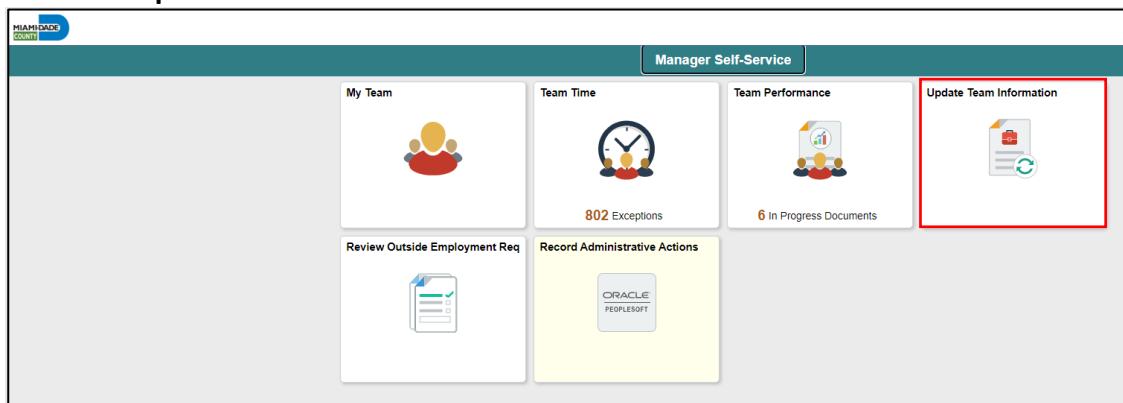 MIAMI-DADE
COUNTY
Manager Self-Service
My Team
Team Time
Team Performance
Update Team Information
802 Exceptions
6 In Progress Documents
Review Outside Employment Req
Record Administrative Actions
ORACLE
PEOPLESOFT